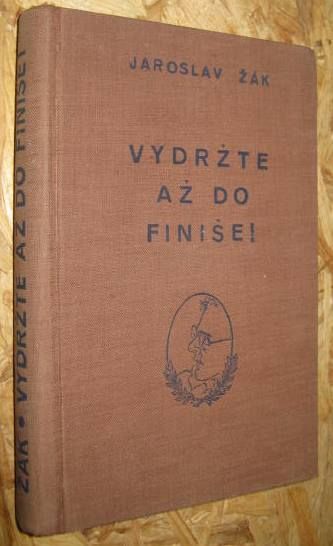 JAROSLAV ŽÁK
VYDRŽTE
AŽ DO
FINIŠE!
ŽÁK • VYDRŽTE AŽ DO FINIŠE!